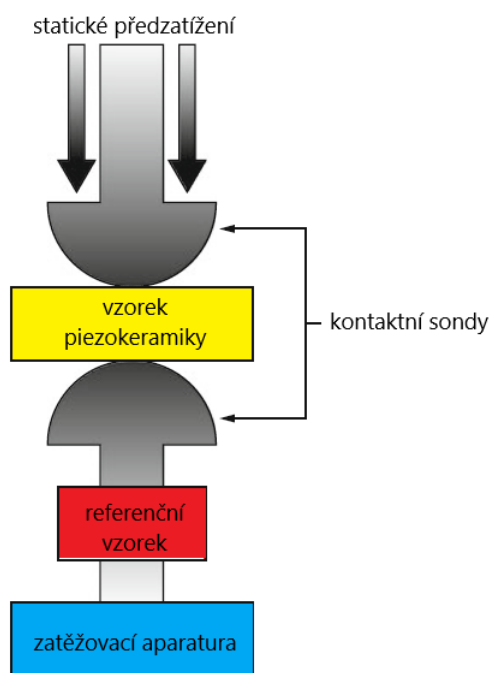 statické předzatížení
vzorek
piezokeramiky
kontaktní sondy
referenční
vzorek
zatěžovací aparatura